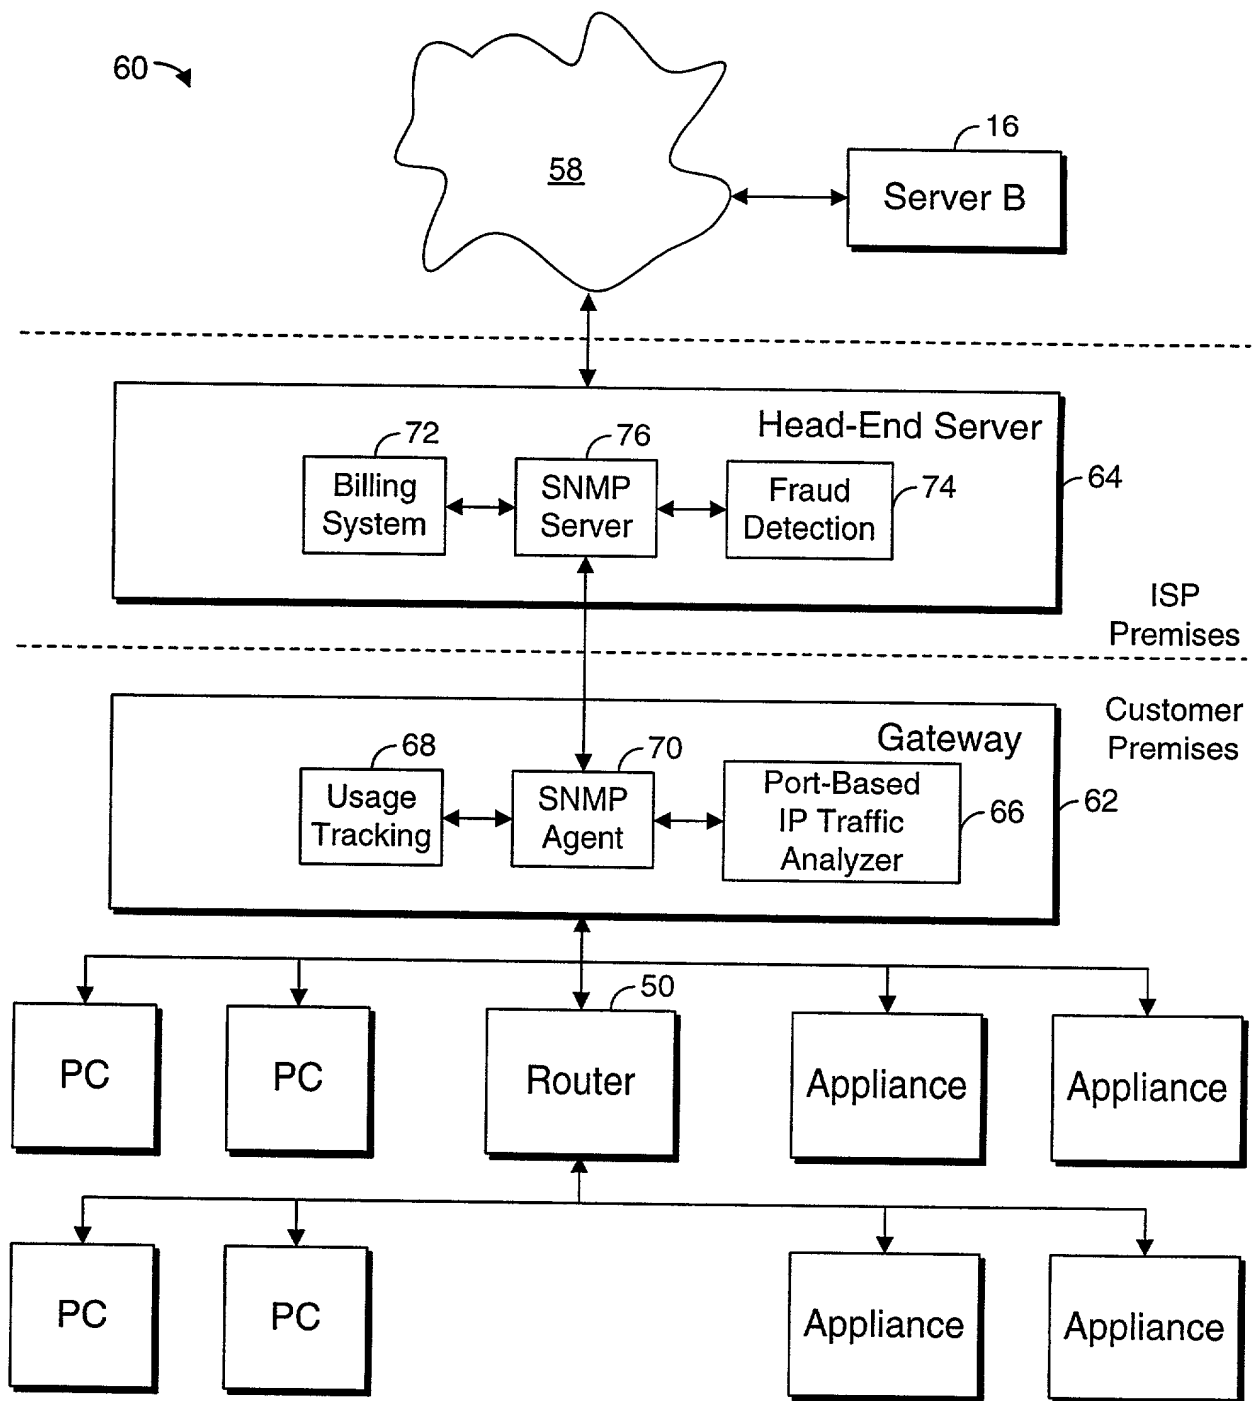 60
58
16
Server B
Head-End Server
72
76
74
64
Billing
System
SNMP
Server
Fraud
Detection
ISP
Premises
Customer
Premises
Gateway
68
70
66
62
Usage
Tracking
SNMP
Agent
Port-Based
IP Traffic
Analyzer
50
PC
PC
Router
Appliance
Appliance
PC
PC
Appliance
Appliance